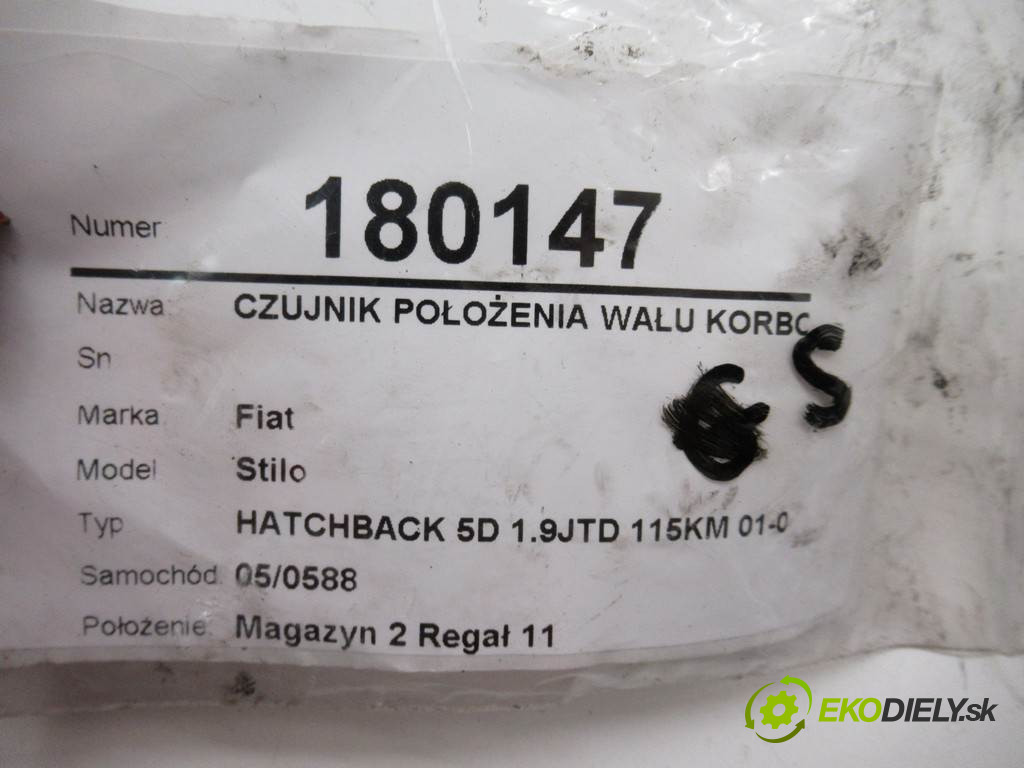 Numer 180147
Nazwa: CZUJNIK POŁOŻENIA WAŁU KORBO
Sn
Marka Fiat
Model Stilo
Typ HATCHBACK 5D 1.9JTD 115KM 01-0
Samochód: 05/0588
Położenie: Magazyn 2 Regał 11
S
EKODIELY.sk